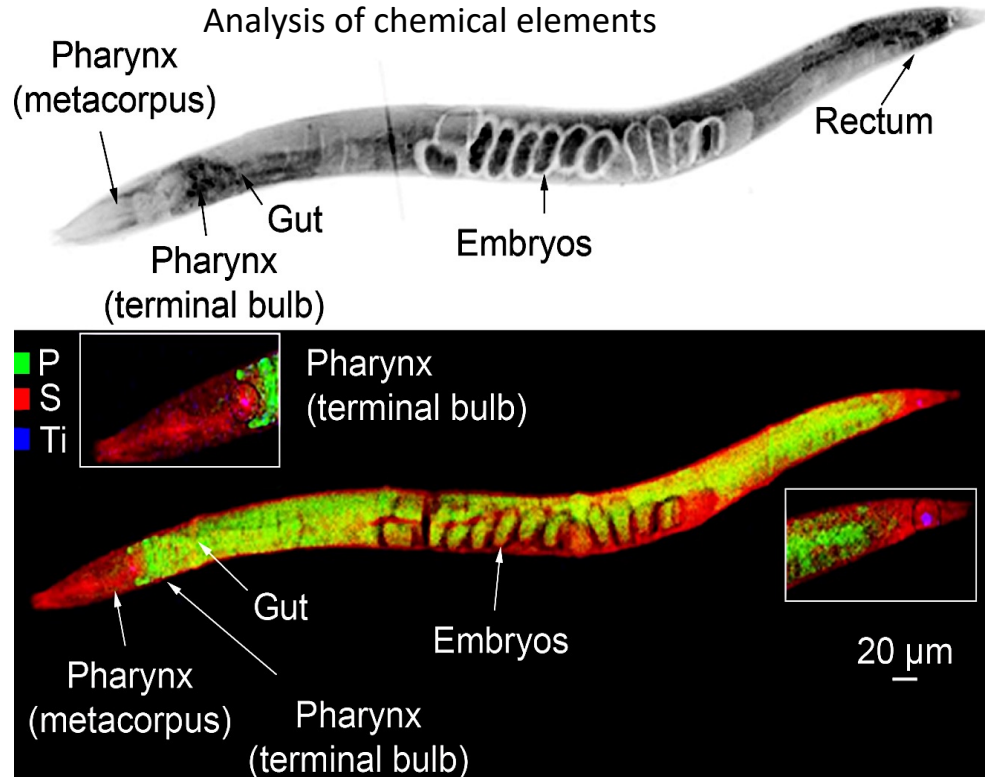 Analysis of chemical elements
Pharynx
(metacorpus)
Rectum
Gut
Embryos
Pharynx
(terminal bulb)
P
S
Ti
Pharynx
(terminal bulb)
Gut
Embryos
20 µm
Pharynx
(metacorpus)
Pharynx
(terminal bulb)